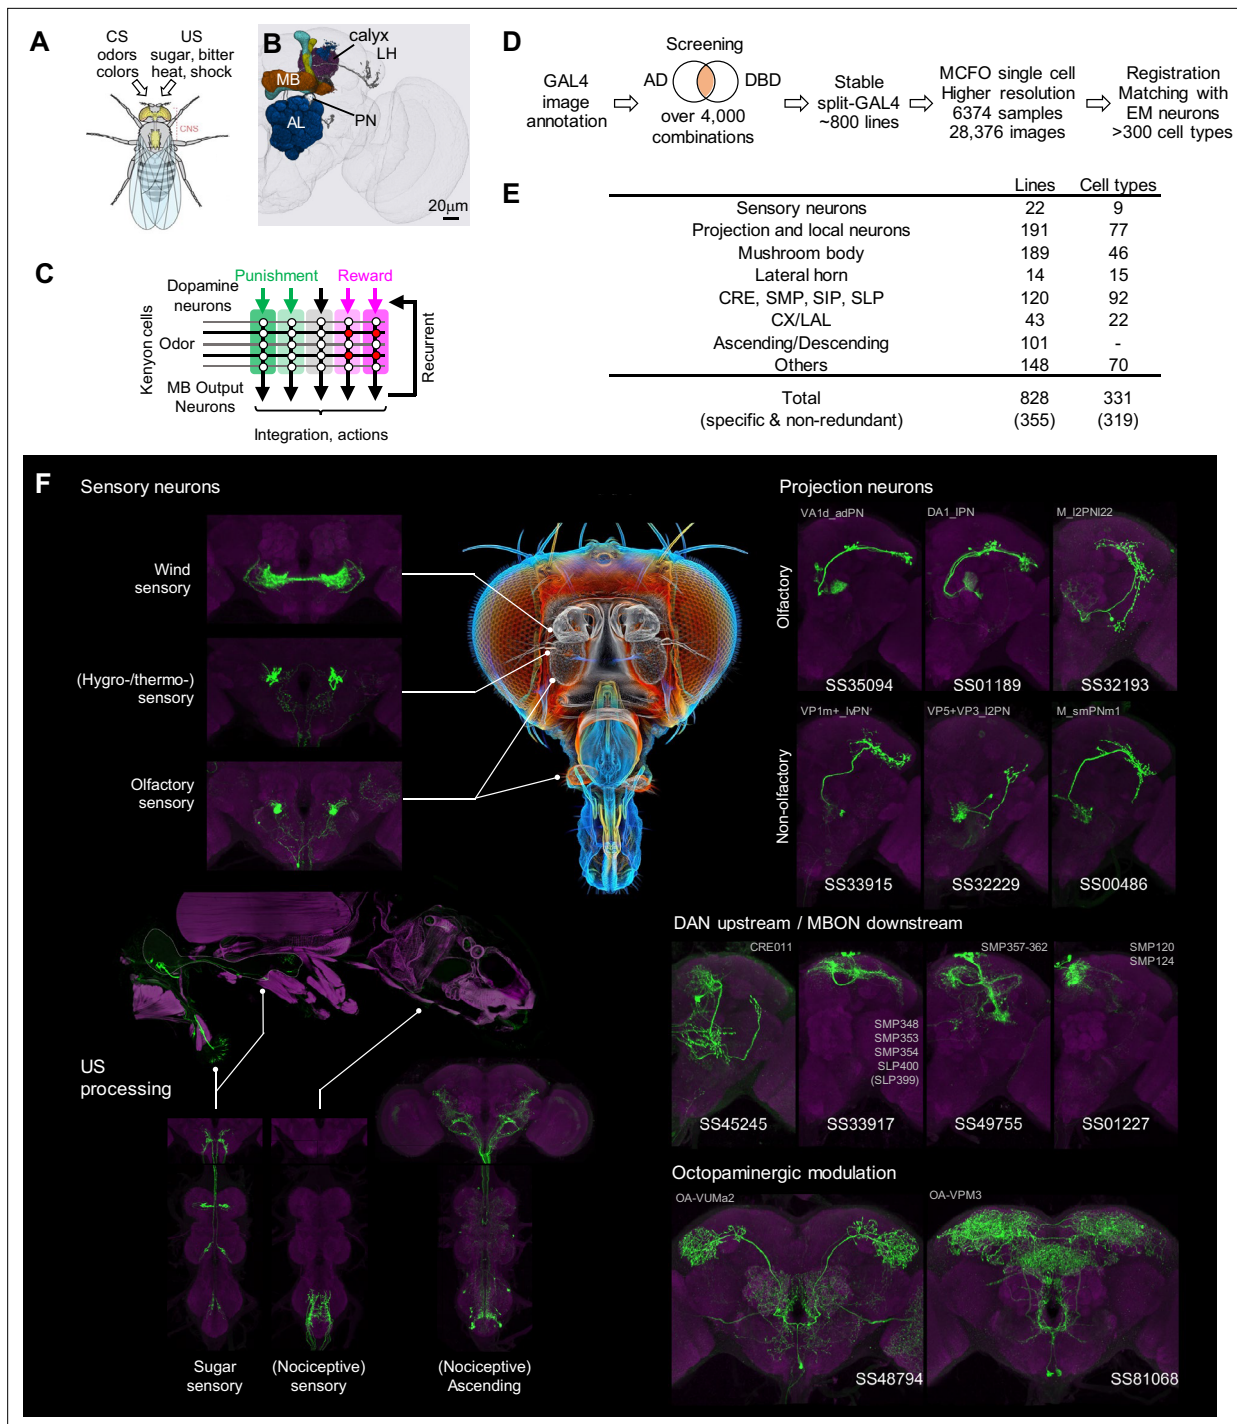 A
CS
odors
colors
US
sugar, bitter
heat, shock
CNS
B
calyx
LH
MB
AL
PN
20μm
C
Punishment
Reward
Dopamine
neurons
Kenyon cells
Odor
Recurrent
MB Output
Neurons
Integration, actions
D
GAL4
image
annotation
Screening
AD
DBD
over 4,000
combinations
Stable
split-GAL4
~800 lines
MCFO single cell
Higher resolution
6374 samples
28,376 images
Registration
Matching with
EM neurons
>300 cell types
E
Lines Cell types
Sensory neurons 22 9
Projection and local neurons 191 77
Mushroom body 189 46
Lateral horn 14 15
CRE, SMP, SIP, SLP 120 92
CX/LAL 43 22
Ascending/Descending 101 -
Others 148 70
Total 828 331
(specific & non-redundant) (355) (319)
F
Sensory neurons
Wind
sensory
(Hygro-/thermo-)
sensory
Olfactory
sensory
Projection neurons
Olfactory
VA1d_adPN
DA1_lPN
M_l2PNl22
SS35094
SS01189
SS32193
Non-olfactory
VP1m+_lvPN
VP5+VP3_l2PN
M_smPNm1
SS33915
SS32229
SS00486
US
processing
Sugar
sensory
(Nociceptive)
sensory
(Nociceptive)
Ascending
DAN upstream / MBON downstream
CRE011
SS45245
SMP348
SMP353
SMP354
SLP400
(SLP399)
SS33917
SMP357-362
SS49755
SMP120
SMP124
SS01227
Octopaminergic modulation
OA-VUMa2
SS48794
OA-VPM3
SS81068